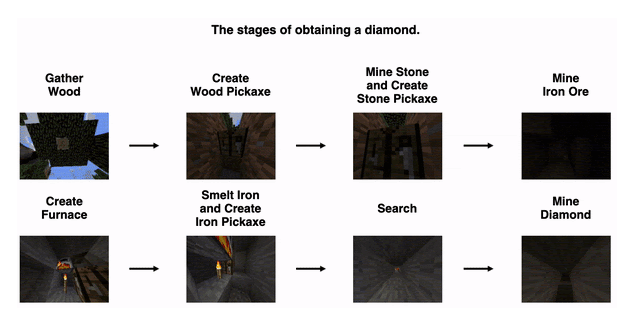 The stages of obtaining a diamond.
Gather
Wood
Create
Wood Pickaxe
Mine Stone
and Create
Stone Pickaxe
Mine
Iron Ore
Create
Furnace
Smelt Iron
and Create
Iron Pickaxe
Search
Mine
Diamond